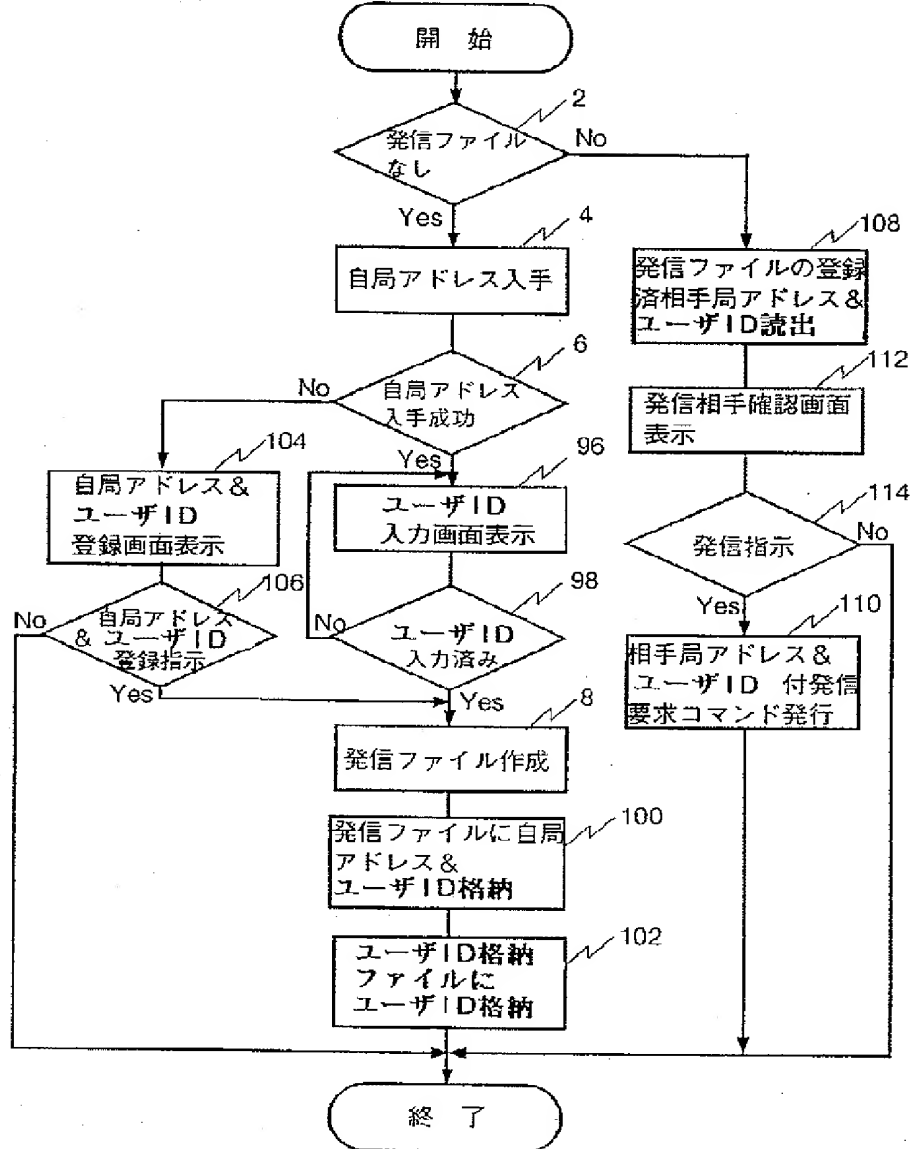 開 始
2
発信ファイル
なし
No
Yes
4
自局アドレス入手
108
発信ファイルの登録
済相手局アドレス&
ユーザID読出
6
自局アドレス
入手成功
No
Yes
112
発信相手確認画面
表示
104
自局アドレス&
ユーザID
登録画面表示
96
ユーザID
入力画面表示
114
発信指示
No
Yes
106
自局アドレス
& ユーザID
登録指示
No
Yes
98
ユーザID
入力済み
No
Yes
110
相手局アドレス&
ユーザID 付発信
要求コマンド発行
8
発信ファイル作成
100
発信ファイルに自局
アドレス&
ユーザID格納
102
ユーザID格納
ファイルに
ユーザID格納
終 了